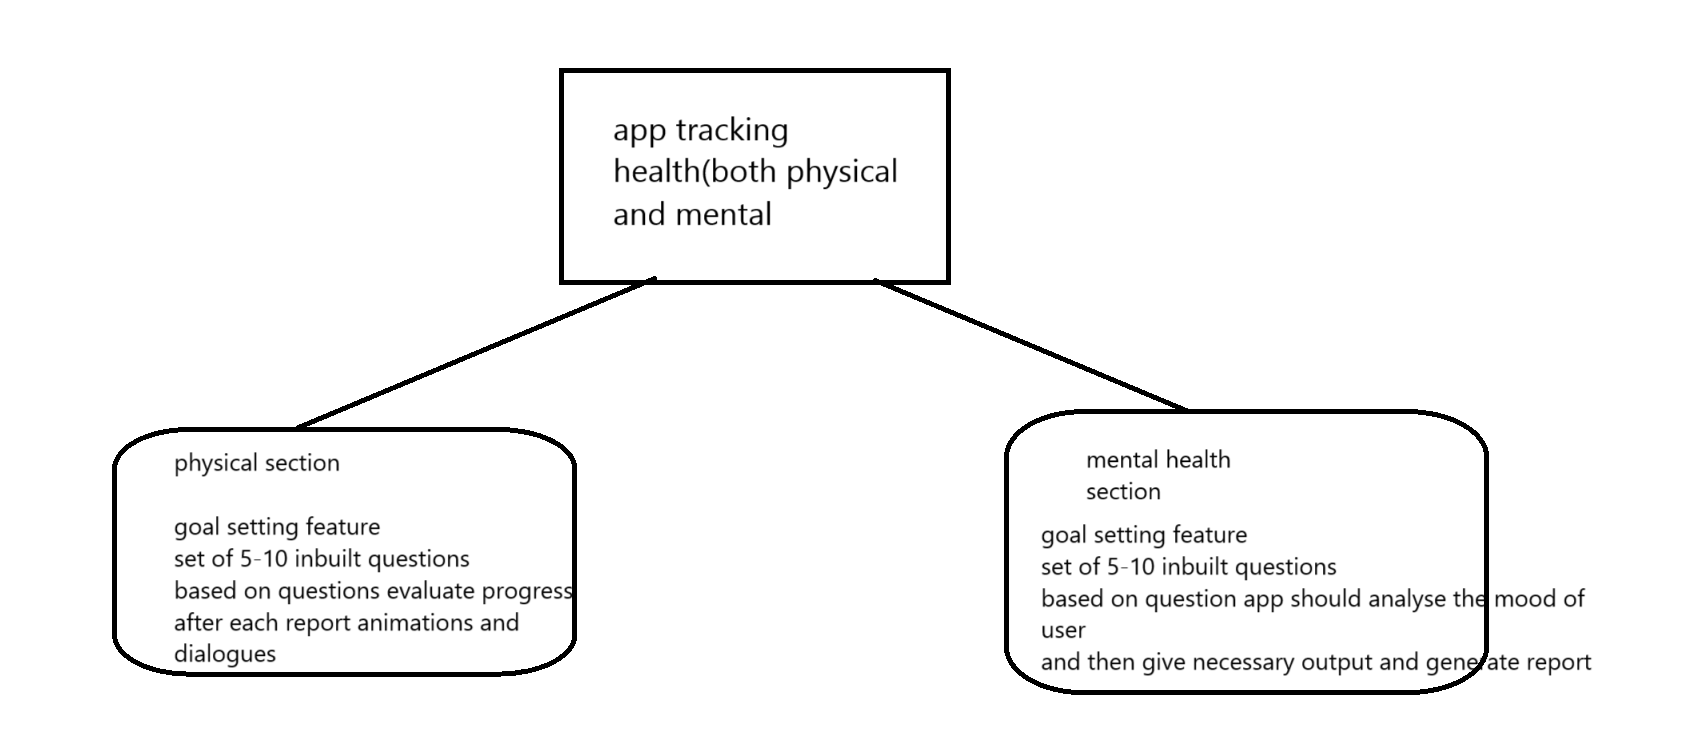 app tracking
health(both physical
and mental
physical section
goal setting feature
set of 5-10 inbuilt questions
based on questions evaluate progress
after each report animations and
dialogues
mental health
section
goal setting feature
set of 5-10 inbuilt questions
based on question app should analyse the mood of
user
and then give necessary output and generate report